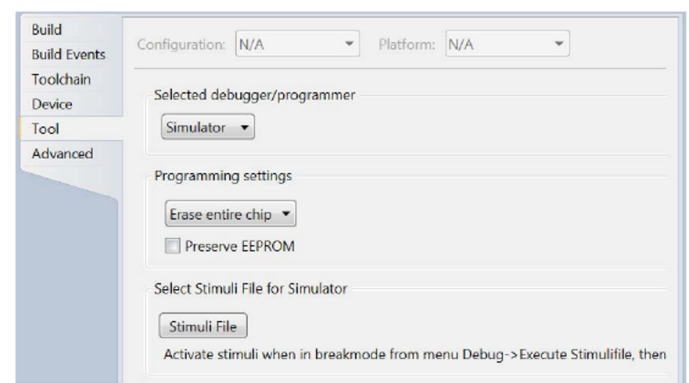 Build
Build Events
Toolchain
Device
Tool
Advanced
Configuration: N/A Platform: N/A
Selected debugger/programmer
Simulator
Programming settings
Erase entire chip
Preserve EEPROM
Select Stimuli File for Simulator
Stimuli File
Activate stimuli when in breakmode from menu Debug->Execute Stimulifile, then